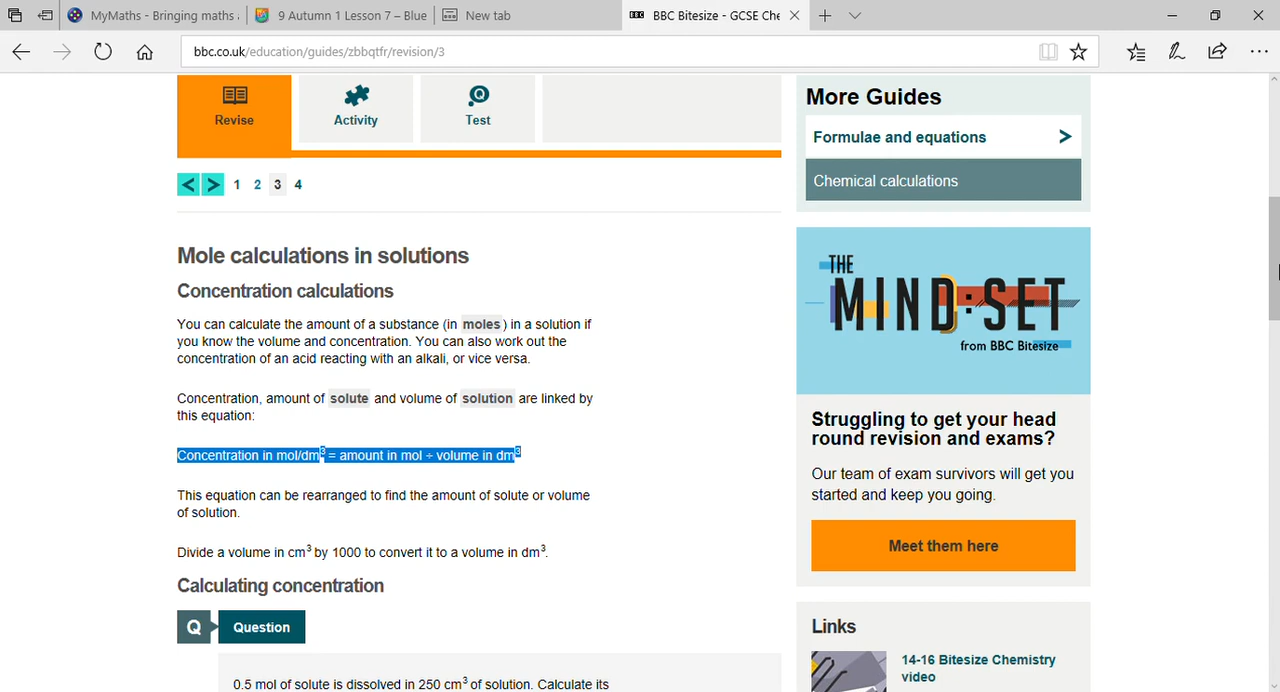 MyMaths - Bringing maths a
9 Autumn 1 Lesson 7 – Blue
New tab
BBC Bitesize - GCSE Che
bbc.co.uk/education/guides/zbbqtfr/revision/3
Revise
Activity
Test
1 2 3 4
Mole calculations in solutions
Concentration calculations
You can calculate the amount of a substance (in moles) in a solution if
you know the volume and concentration. You can also work out the
concentration of an acid reacting with an alkali, or vice versa.
Concentration, amount of solute and volume of solution are linked by
this equation:
Concentration in mol/dm³ = amount in mol ÷ volume in dm³
This equation can be rearranged to find the amount of solute or volume
of solution.
Divide a volume in cm³ by 1000 to convert it to a volume in dm³.
Calculating concentration
Q Question
0.5 mol of solute is dissolved in 250 cm³ of solution. Calculate its
More Guides
Formulae and equations
Chemical calculations
THE
MIND:SET
from BBC Bitesize
Struggling to get your head
round revision and exams?
Our team of exam survivors will get you
started and keep you going.
Meet them here
Links
14-16 Bitesize Chemistry
video